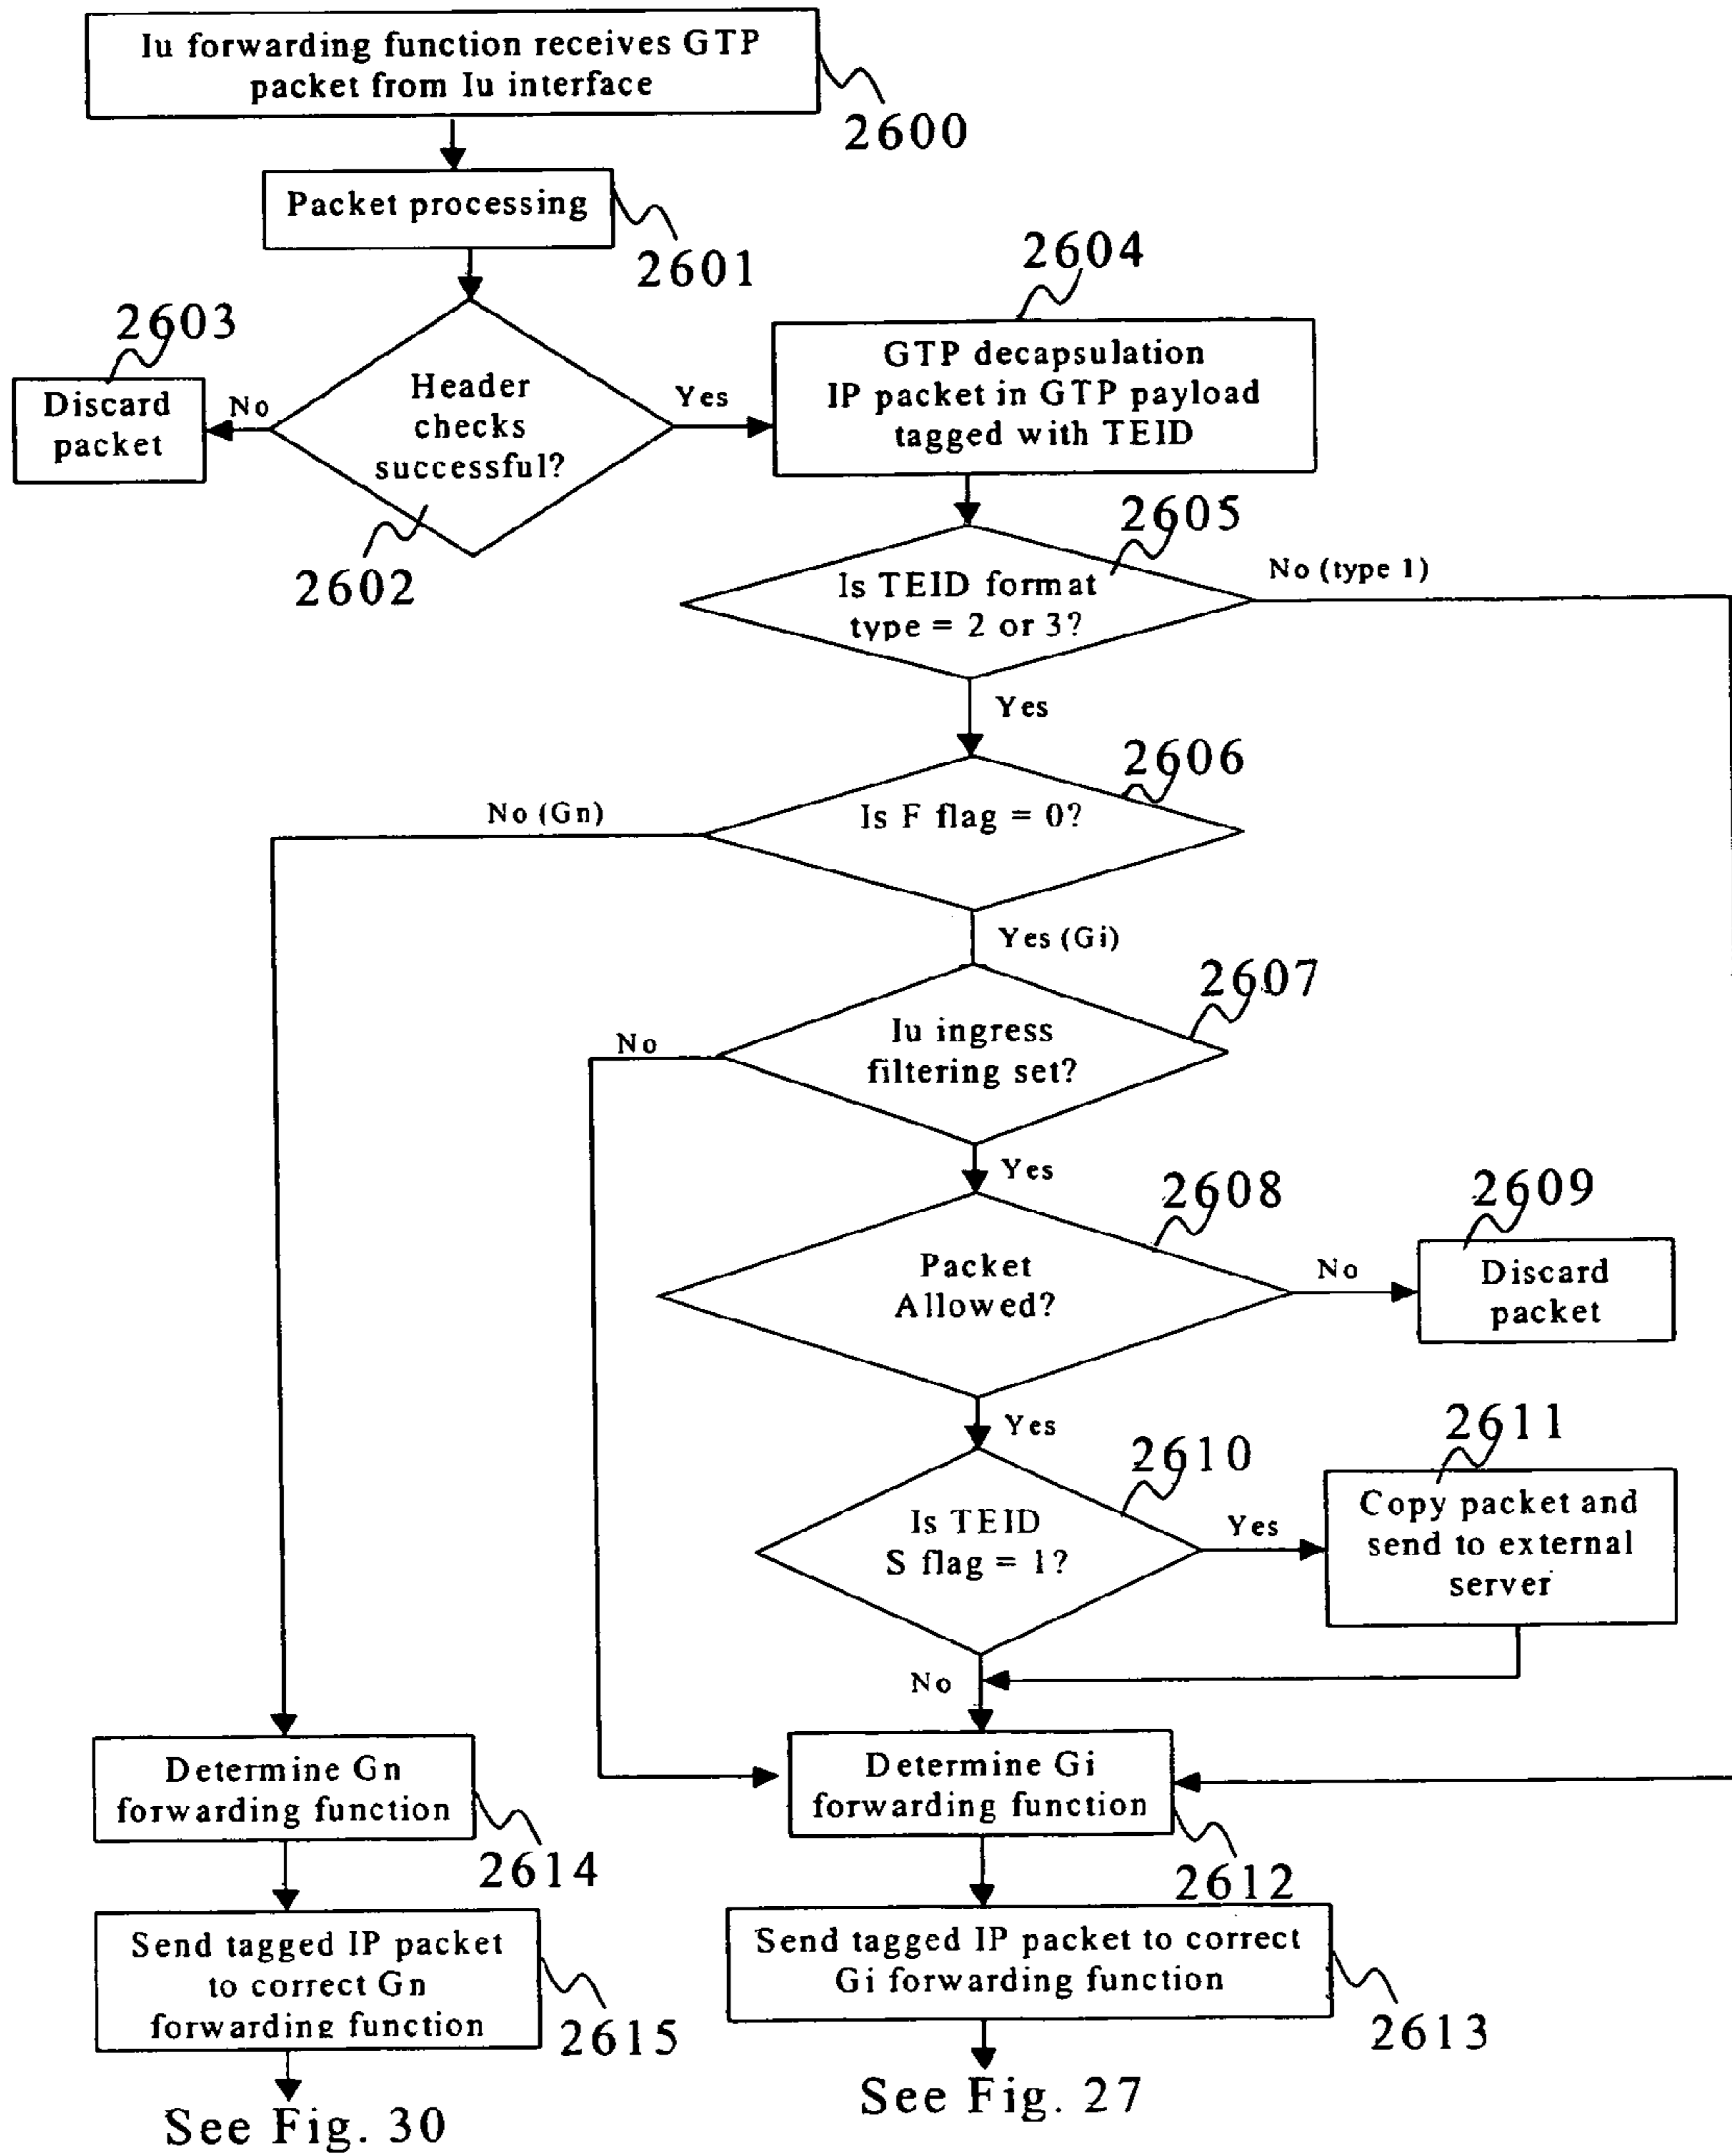 Iu forwarding function receives GTP
packet from Iu interface
2600
Packet processing
2601
2604
2603
Discard
packet
No
Header
checks
successful?
Yes
2602
GTP decapsulation
IP packet in GTP payload
tagged with TEID
2605
Is TEID format
type = 2 or 3?
No (type 1)
Yes
2606
Is F flag = 0?
No (Gn)
Yes (Gi)
2607
Iu ingress
filtering set?
No
Yes
2608
Packet
Allowed?
No
2609
Discard
packet
Yes
2610
Is TEID
S flag = 1?
Yes
2611
Copy packet and
send to external
server
No
Determine Gn
forwarding function
2614
Determine Gi
forwarding function
2612
Send tagged IP packet
to correct Gn
forwarding function
2615
Send tagged IP packet to correct
Gi forwarding function
2613
See Fig. 30
See Fig. 27